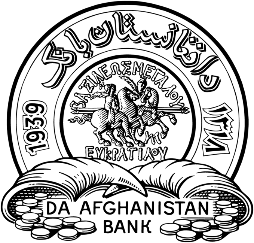 د افغانستان بانک
1939
۱۳۱۸
ΒΑΣΙΛΕΩΣ ΜΕΓΑΛΟΥ
ΕΥΚΡΑΤΙΔΟΥ
DA AFGHANISTAN
BANK